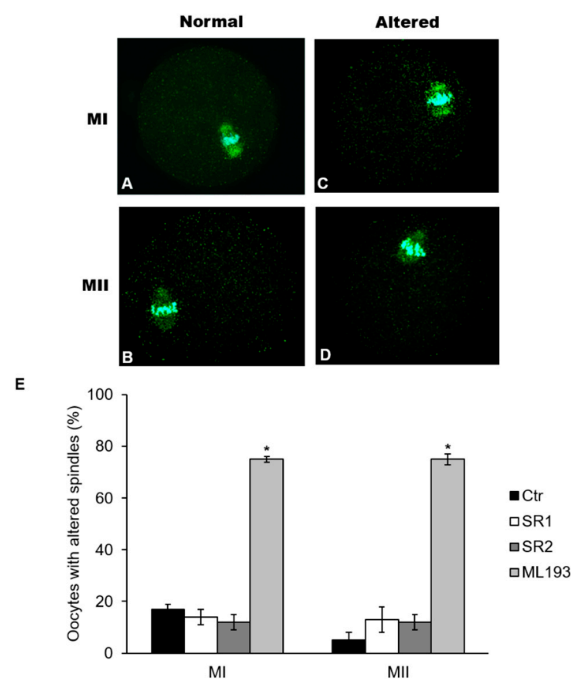 Normal Altered
MI
A C
MII
B D
E
Oocytes with altered spindles (%)
100
80
60
40
20
0
* *
MI MII
Ctr
SR1
SR2
ML193